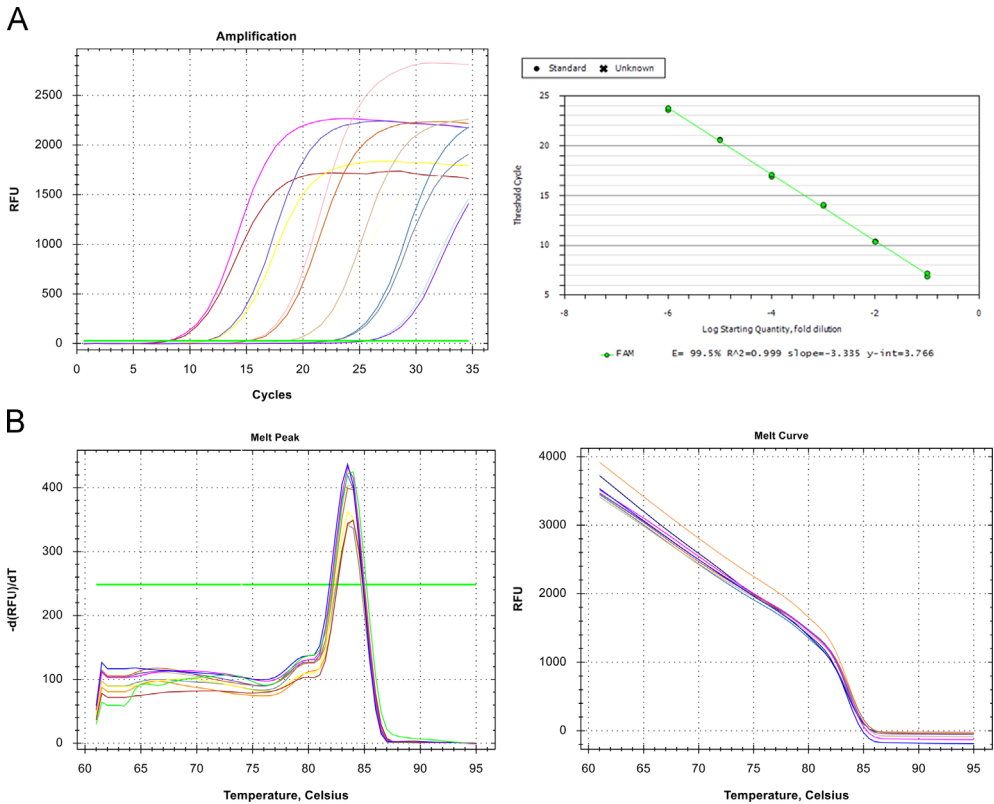 A
Amplification
RFU
2500
2000
1500
1000
500
0
0 5 10 15 20 25 30 35
Cycles
Standard Unknown
Threshold Cycle
25
20
15
10
5
-8 -6 -4 -2 0
Log Starting Quantity, fold dilution
FAM E= 99.5% R^2=0.999 slope=-3.335 y-int=3.766
B
Melt Peak
-d(RFU)/dT
400
300
200
100
0
60 65 70 75 80 85 90 95
Temperature, Celsius
Melt Curve
RFU
4000
3000
2000
1000
0
60 65 70 75 80 85 90 95
Temperature, Celsius